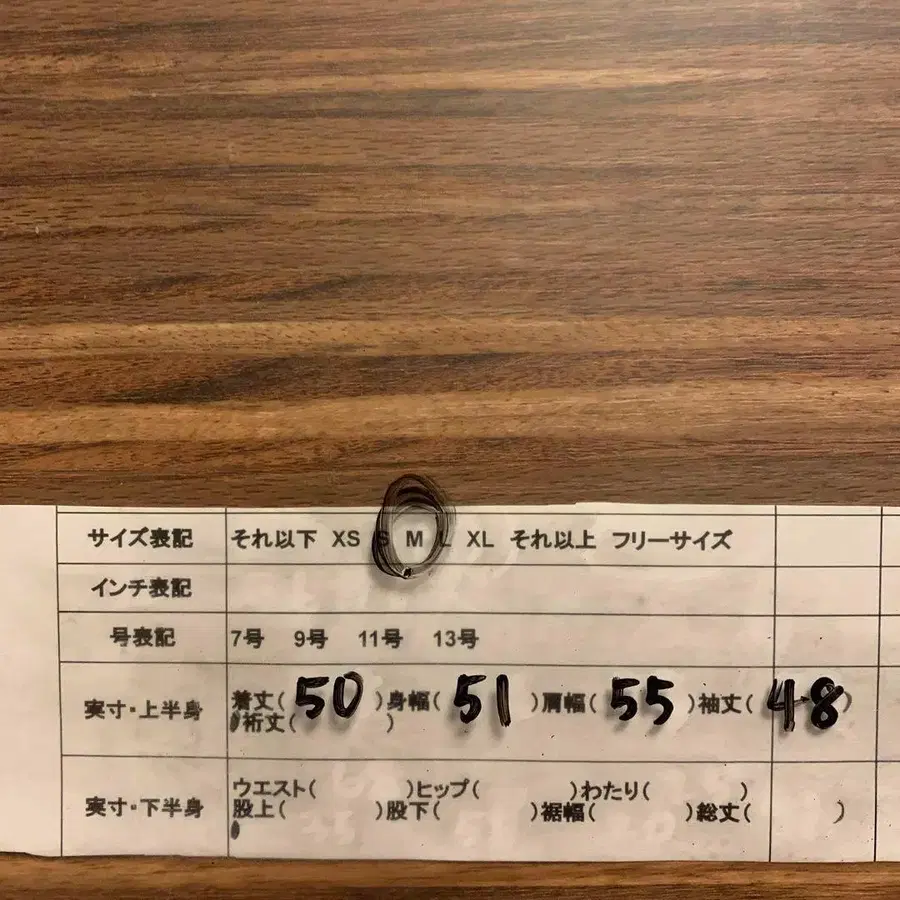 サイズ表記 それ以下 XS S M L XL それ以上 フリーサイズ
インチ表記
号表記 7号 9号 11号 13号
実寸・上半身 着丈( 50 )身幅( 51 )肩幅( 55 )袖丈( 48 )
裄丈( )
実寸・下半身 ウエスト( )ヒップ( )わたり( )
股上( )股下( )裾幅( )総丈( )